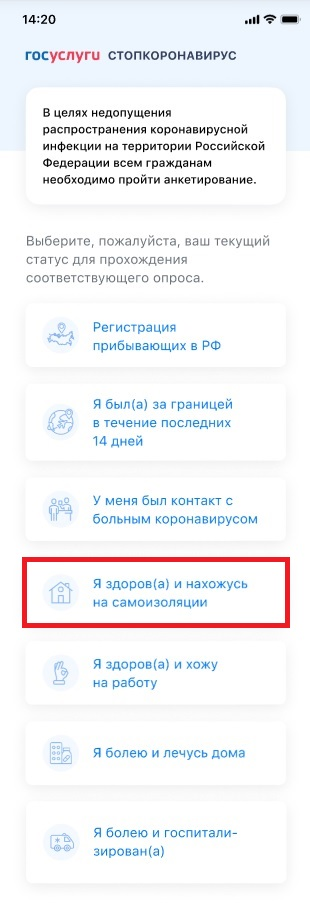 14:20
госуслуги СТОПКОРОНАВИРУС
В целях недопущения
распространения коронавирусной
инфекции на территории Российской
Федерации всем гражданам
необходимо пройти анкетирование.
Выберите, пожалуйста, ваш текущий
статус для прохождения
соответствующего опроса.
Регистрация
прибывающих в РФ
Я был(а) за границей
в течение последних
14 дней
У меня был контакт с
больным коронавирусом
Я здоров(а) и нахожусь
на самоизоляции
Я здоров(а) и хожу
на работу
Я болею и лечусь дома
Я болею и госпитали-
зирован(а)